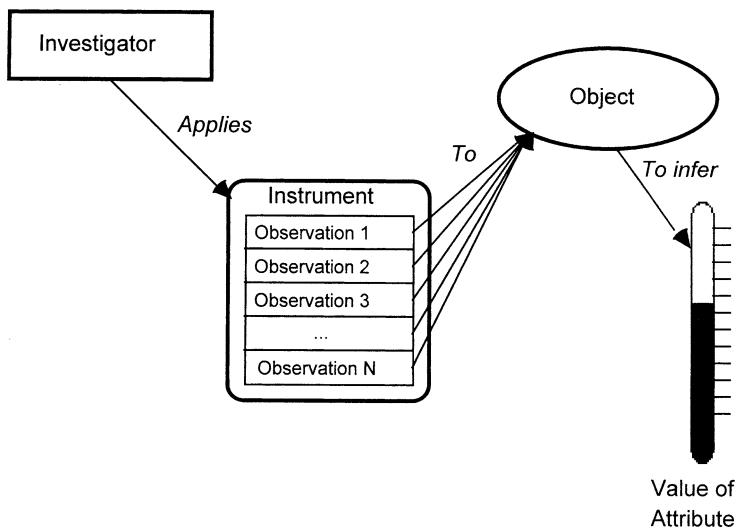 Investigator
Applies
Object
To
To infer
Instrument
Observation 1
Observation 2
Observation 3
...
Observation N
Value of
Attribute